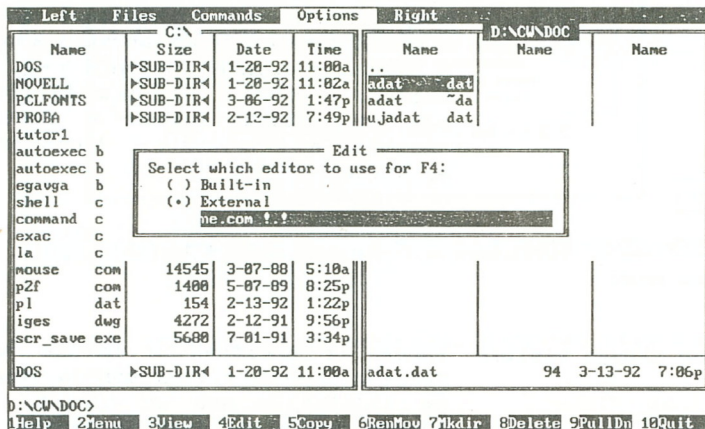 Left Files Commands Options Right
C:\ D:\CW\DOC
Name Size Date Time Name Name Name
DOS ►SUB-DIR◄ 1-20-92 11:00a ..
NOVELL ►SUB-DIR◄ 1-20-92 11:02a adat dat
PCLFONTS ►SUB-DIR◄ 3-06-92 1:47p adat ~da
PROBA ►SUB-DIR◄ 2-12-92 7:49p ujadat dat
tutor1
autoexec b
autoexec b
egavga b
shell c
command c
exac c
la c
Edit
Select which editor to use for F4:
( ) Built-in
(•) External
ne.com !.!
mouse com 14545 3-07-88 5:10a
p2f com 1400 5-07-89 8:25p
pl dat 154 2-13-92 1:22p
iges dwg 4272 2-12-91 9:56p
scr_save exe 5680 7-01-91 3:34p
DOS ►SUB-DIR◄ 1-20-92 11:00a adat.dat 94 3-13-92 7:06p
D:\CW\DOC>
1Help 2Menu 3View 4Edit 5Copy 6RenMov 7Mkdir 8Delete 9PullDn 10Quit